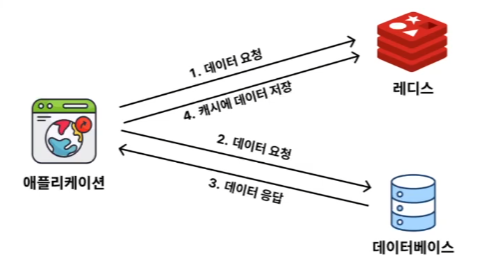 1. 데이터 요청
4. 캐시에 데이터 저장
레디스
2. 데이터 요청
3. 데이터 응답
애플리케이션
데이터베이스